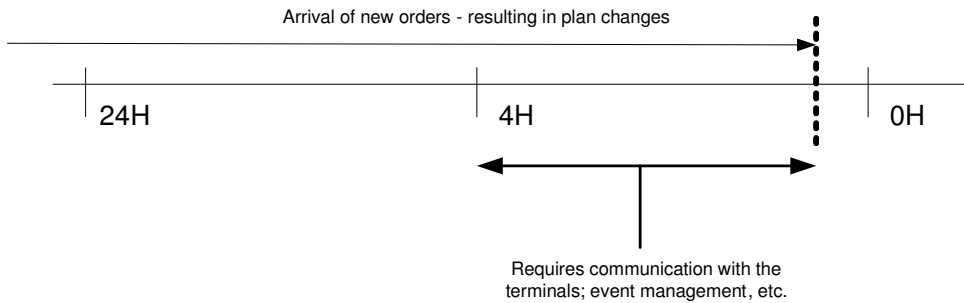 Arrival of new orders - resulting in plan changes
24H
4H
0H
Requires communication with the
terminals; event management, etc.